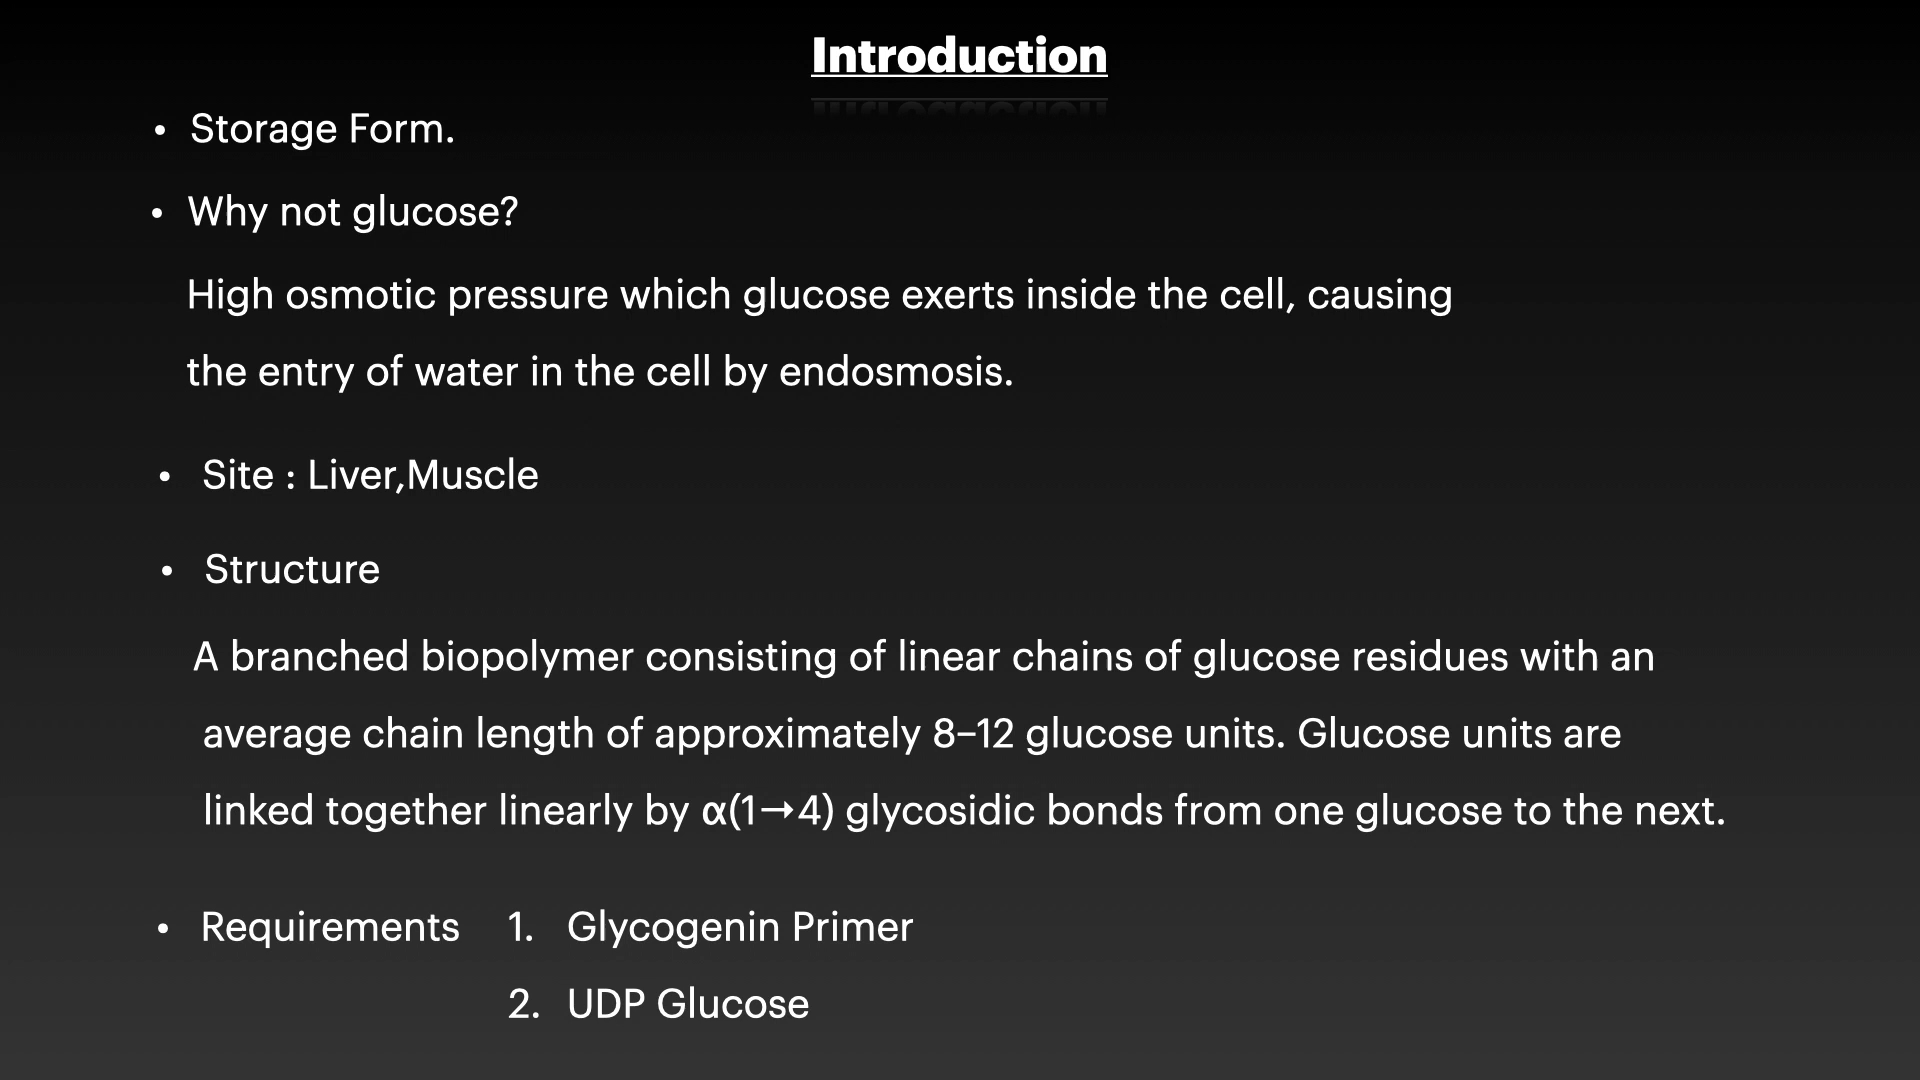 Introduction
• Storage Form.
• Why not glucose?
High osmotic pressure which glucose exerts inside the cell, causing
the entry of water in the cell by endosmosis.
• Site : Liver,Muscle
• Structure
A branched biopolymer consisting of linear chains of glucose residues with an
average chain length of approximately 8–12 glucose units. Glucose units are
linked together linearly by α(1→4) glycosidic bonds from one glucose to the next.
• Requirements 1. Glycogenin Primer
2. UDP Glucose